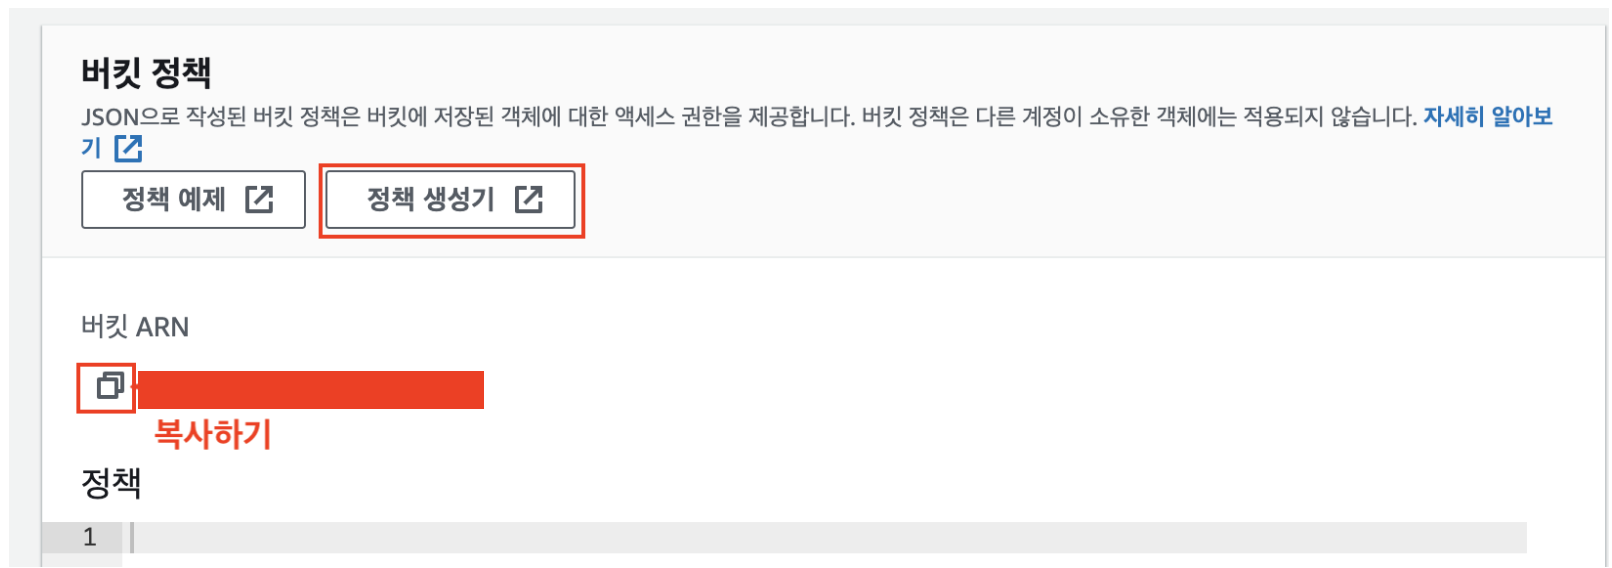 버킷 정책
JSON으로 작성된 버킷 정책은 버킷에 저장된 객체에 대한 액세스 권한을 제공합니다. 버킷 정책은 다른 계정이 소유한 객체에는 적용되지 않습니다. 자세히 알아보
기
정책 예제 정책 생성기
버킷 ARN
복사하기
정책
1